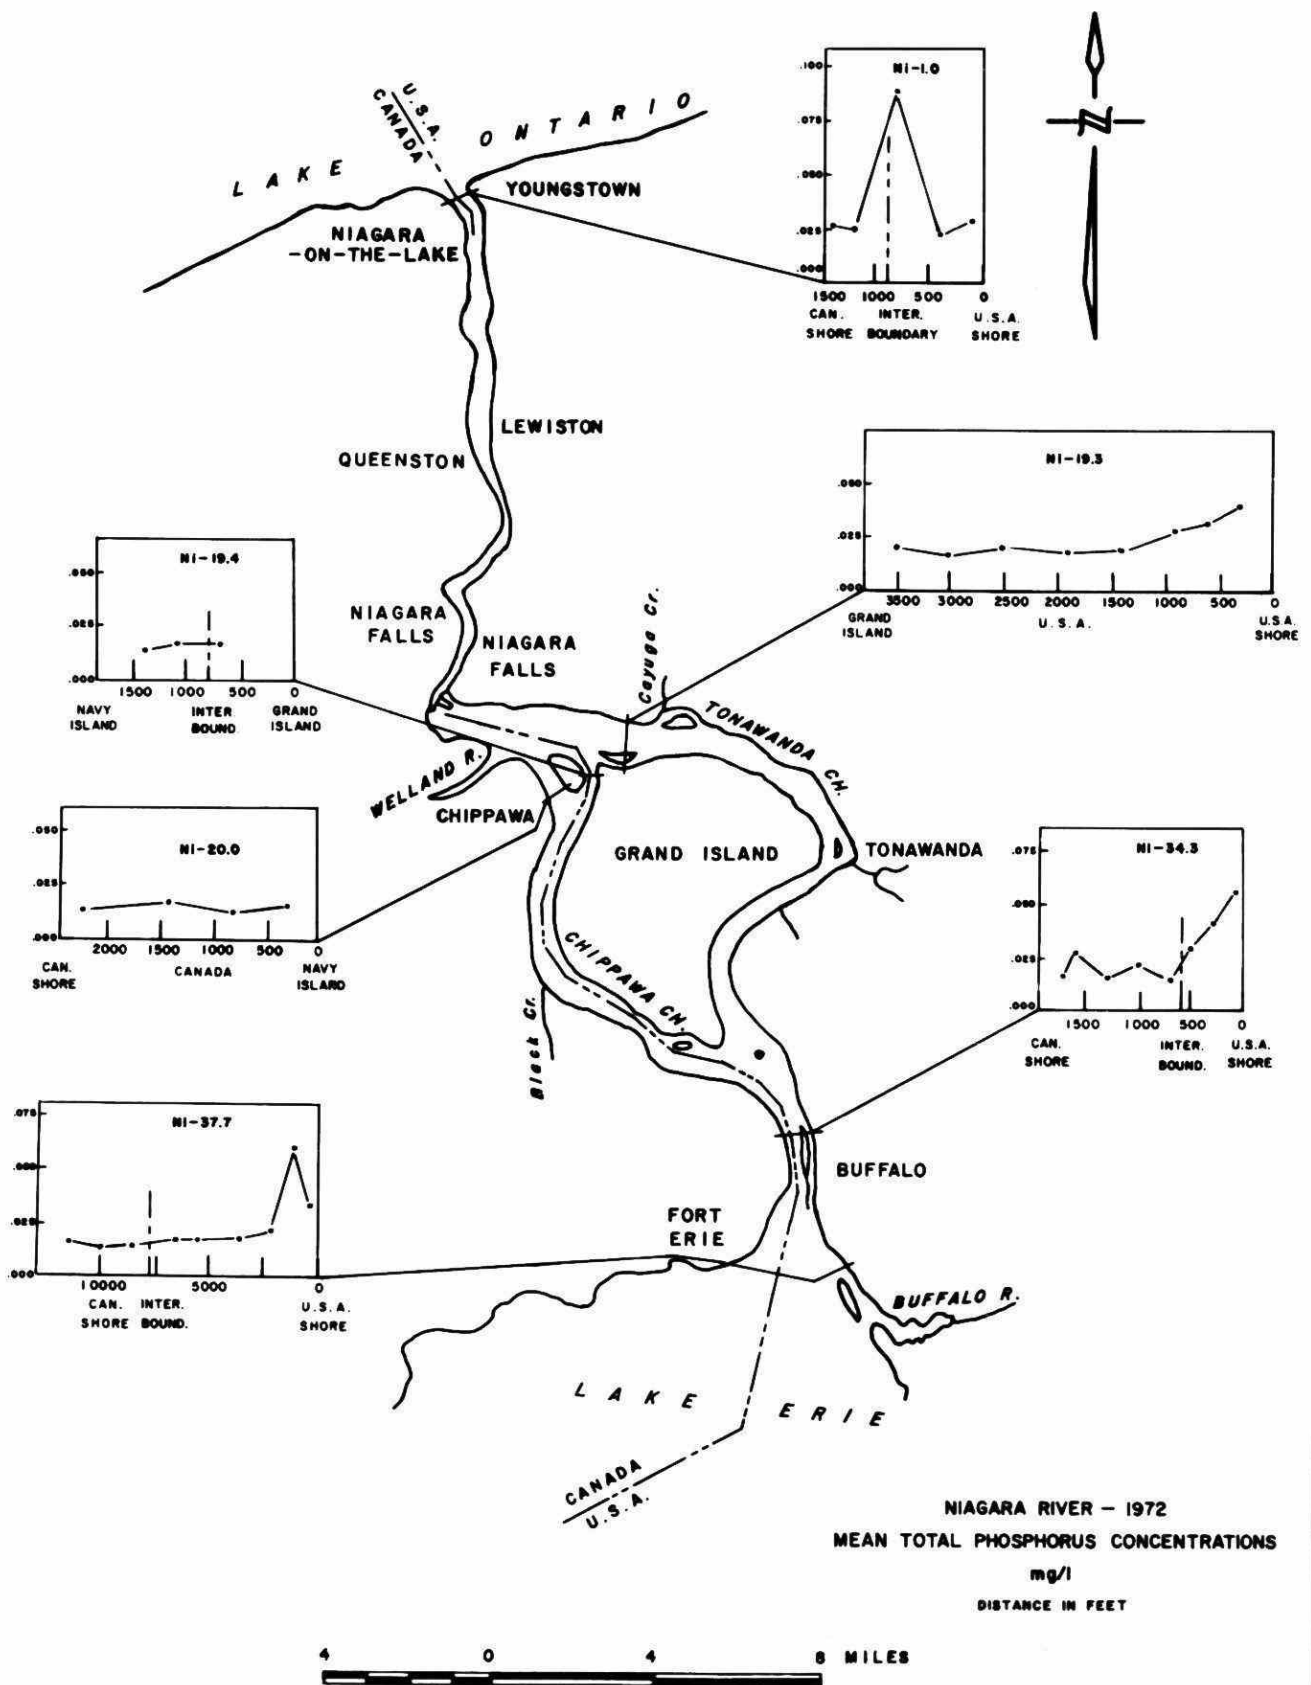 NI-1.0
.100
.075
.050
.025
.000
1500 1000 500 0
CAN. INTER. U.S.A.
SHORE BOUNDARY SHORE
N
U.S.A.
CANADA
LAKE ONTARIO
YOUNGSTOWN
NIAGARA
-ON-THE-LAKE
LEWISTON
QUEENSTON
NI-19.3
.050
.025
.000
3500 3000 2500 2000 1500 1000 500 0
GRAND U.S.A. U.S.A.
ISLAND SHORE
NI-19.4
.050
.025
.000
1500 1000 500 0
NAVY INTER. GRAND
ISLAND BOUND. ISLAND
NIAGARA
FALLS
NIAGARA
FALLS
Cayuga Cr.
TONAWANDA CH.
WELLAND R.
CHIPPAWA
GRAND ISLAND
TONAWANDA
NI-20.0
.050
.025
.000
2000 1500 1000 500 0
CAN. CANADA NAVY
SHORE ISLARD
NI-34.3
.075
.050
.025
.000
1500 1000 500 0
CAN. INTER. U.S.A.
SHORE BOUND. SHORE
CHIPPAWA CH.
Black Cr.
NI-37.7
.075
.050
.025
.000
10000 5000 0
CAN. INTER. U.S.A.
SHORE BOUND. SHORE
BUFFALO
FORT
ERIE
BUFFALO R.
LAKE ERIE
CANADA
U.S.A.
NIAGARA RIVER - 1972
MEAN TOTAL PHOSPHORUS CONCENTRATIONS
mg/l
DISTANCE IN FEET
4 0 4 8 MILES